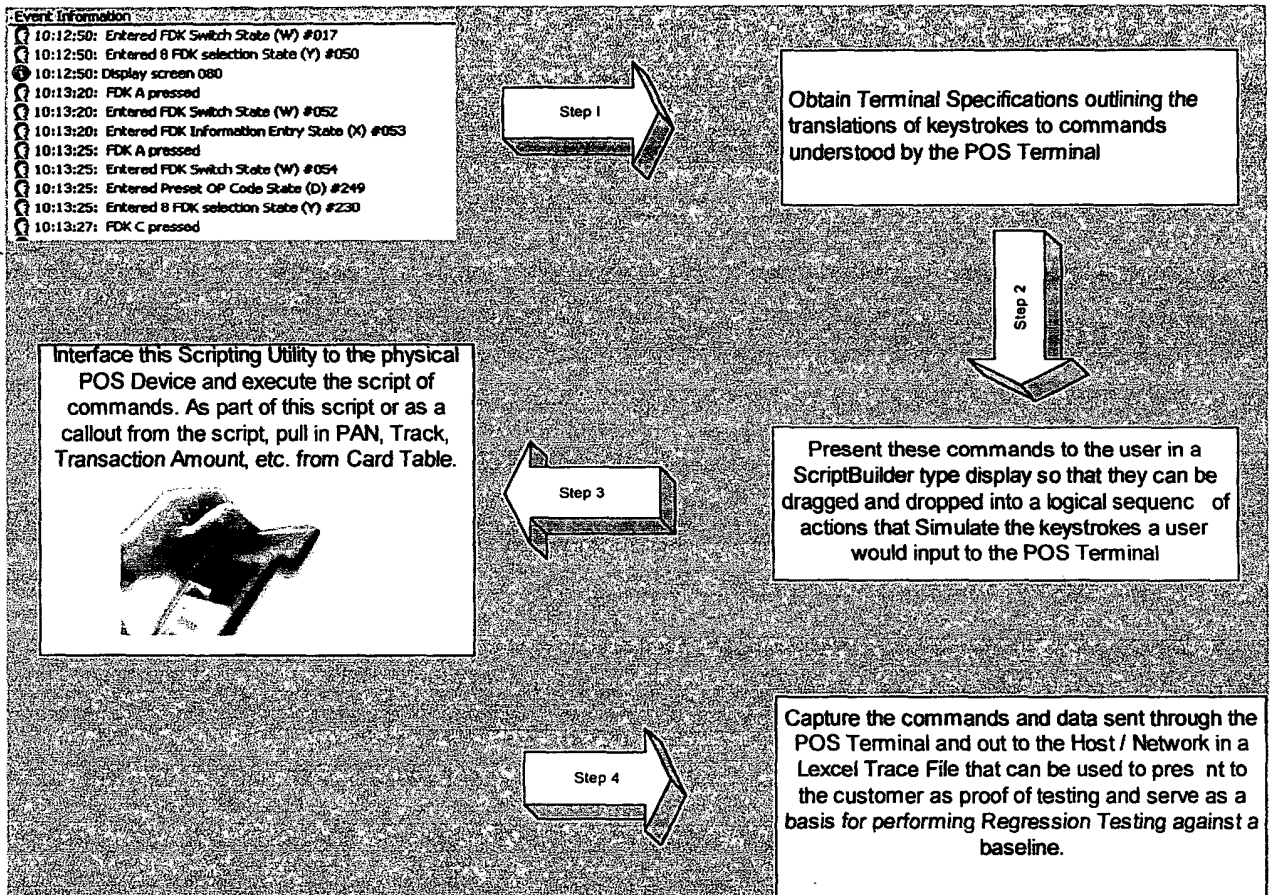 Event Information
10:12:50: Entered FDK Switch State (W) #017
10:12:50: Entered 8 FDK selection State (Y) #050
10:12:50: Display screen 080
10:13:20: FDK A pressed
10:13:20: Entered FDK Switch State (W) #052
10:13:20: Entered FDK Information Entry State (X) #053
10:13:25: FDK A pressed
10:13:25: Entered FDK Switch State (W) #054
10:13:25: Entered Preset OP Code State (D) #249
10:13:25: Entered 8 FDK selection State (Y) #230
10:13:27: FDK C pressed
Step I
Obtain Terminal Specifications outlining the
translations of keystrokes to commands
understood by the POS Terminal
Step 2
Present these commands to the user in a
ScriptBuilder type display so that they can be
dragged and dropped into a logical sequenc of
actions that Simulate the keystrokes a user
would input to the POS Terminal
Step 3
Interface this Scripting Utility to the physical
POS Device and execute the script of
commands. As part of this script or as a
callout from the script, pull in PAN, Track,
Transaction Amount, etc. from Card Table.
Step 4
Capture the commands and data sent through the
POS Terminal and out to the Host / Network in a
Lexcel Trace File that can be used to pres nt to
the customer as proof of testing and serve as a
basis for performing Regression Testing against a
baseline.